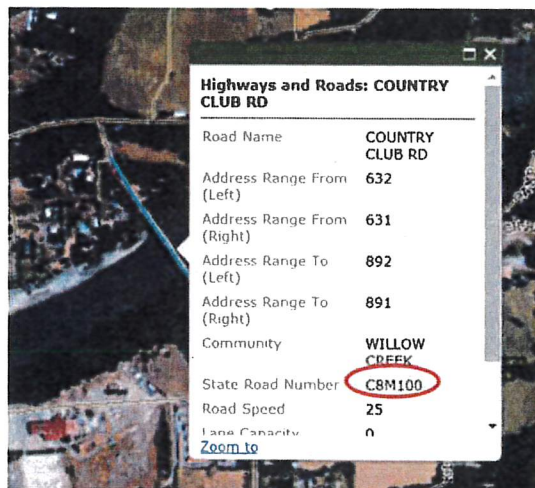 Highways and Roads: COUNTRY
CLUB RD
Road Name COUNTRY
CLUB RD
Address Range From 632
(Left)
Address Range From 631
(Right)
Address Range To 892
(Left)
Address Range To 891
(Right)
Community WILLOW
CREEK
State Road Number C8M100
Road Speed 25
Lane Capacity 0
Zoom to